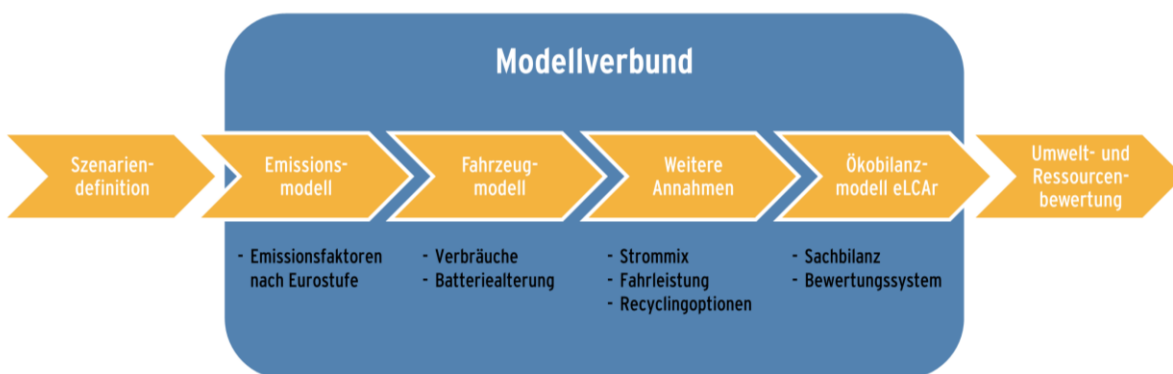 Modellverbund
Szenarien-
definition
Emissions-
modell
Fahrzeug-
modell
Weitere
Annahmen
Ökobilanz-
modell eLCAr
Umwelt- und
Ressourcen-
bewertung
- Emissionsfaktoren
nach Eurostufe
- Verbräuche
- Batteriealterung
- Strommix
- Fahrleistung
- Recyclingoptionen
- Sachbilanz
- Bewertungssystem